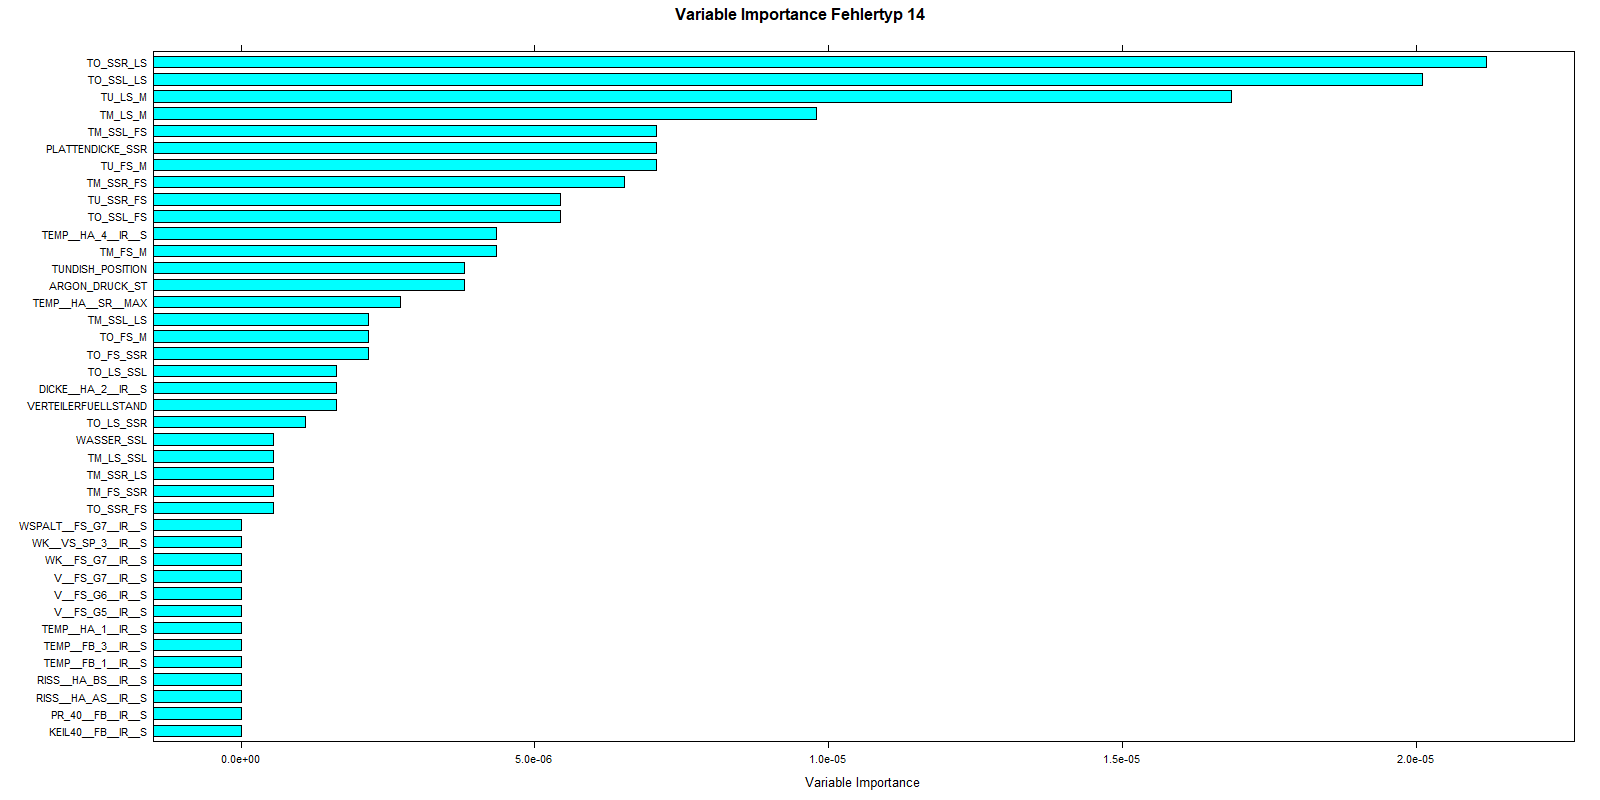 Variable Importance Fehlertyp 14
TO_SSR_LS
TO_SSL_LS
TU_LS_M
TM_LS_M
TM_SSL_FS
PLATTENDICKE_SSR
TU_FS_M
TM_SSR_FS
TU_SSR_FS
TO_SSL_FS
TEMP__HA_4__IR__S
TM_FS_M
TUNDISH_POSITION
ARGON_DRUCK_ST
TEMP__HA__SR__MAX
TM_SSL_LS
TO_FS_M
TO_FS_SSR
TO_LS_SSL
DICKE__HA_2__IR__S
VERTEILERFUELLSTAND
TO_LS_SSR
WASSER_SSL
TM_LS_SSL
TM_SSR_LS
TM_FS_SSR
TO_SSR_FS
WSPALT__FS_G7__IR__S
WK__VS_SP_3__IR__S
WK__FS_G7__IR__S
V__FS_G7__IR__S
V__FS_G6__IR__S
V__FS_G5__IR__S
TEMP__HA_1__IR__S
TEMP__FB_3__IR__S
TEMP__FB_1__IR__S
RISS__HA_BS__IR__S
RISS__HA_AS__IR__S
PR_40__FB__IR__S
KEIL40__FB__IR__S
0.0e+00 5.0e-06 1.0e-05 1.5e-05 2.0e-05
Variable Importance